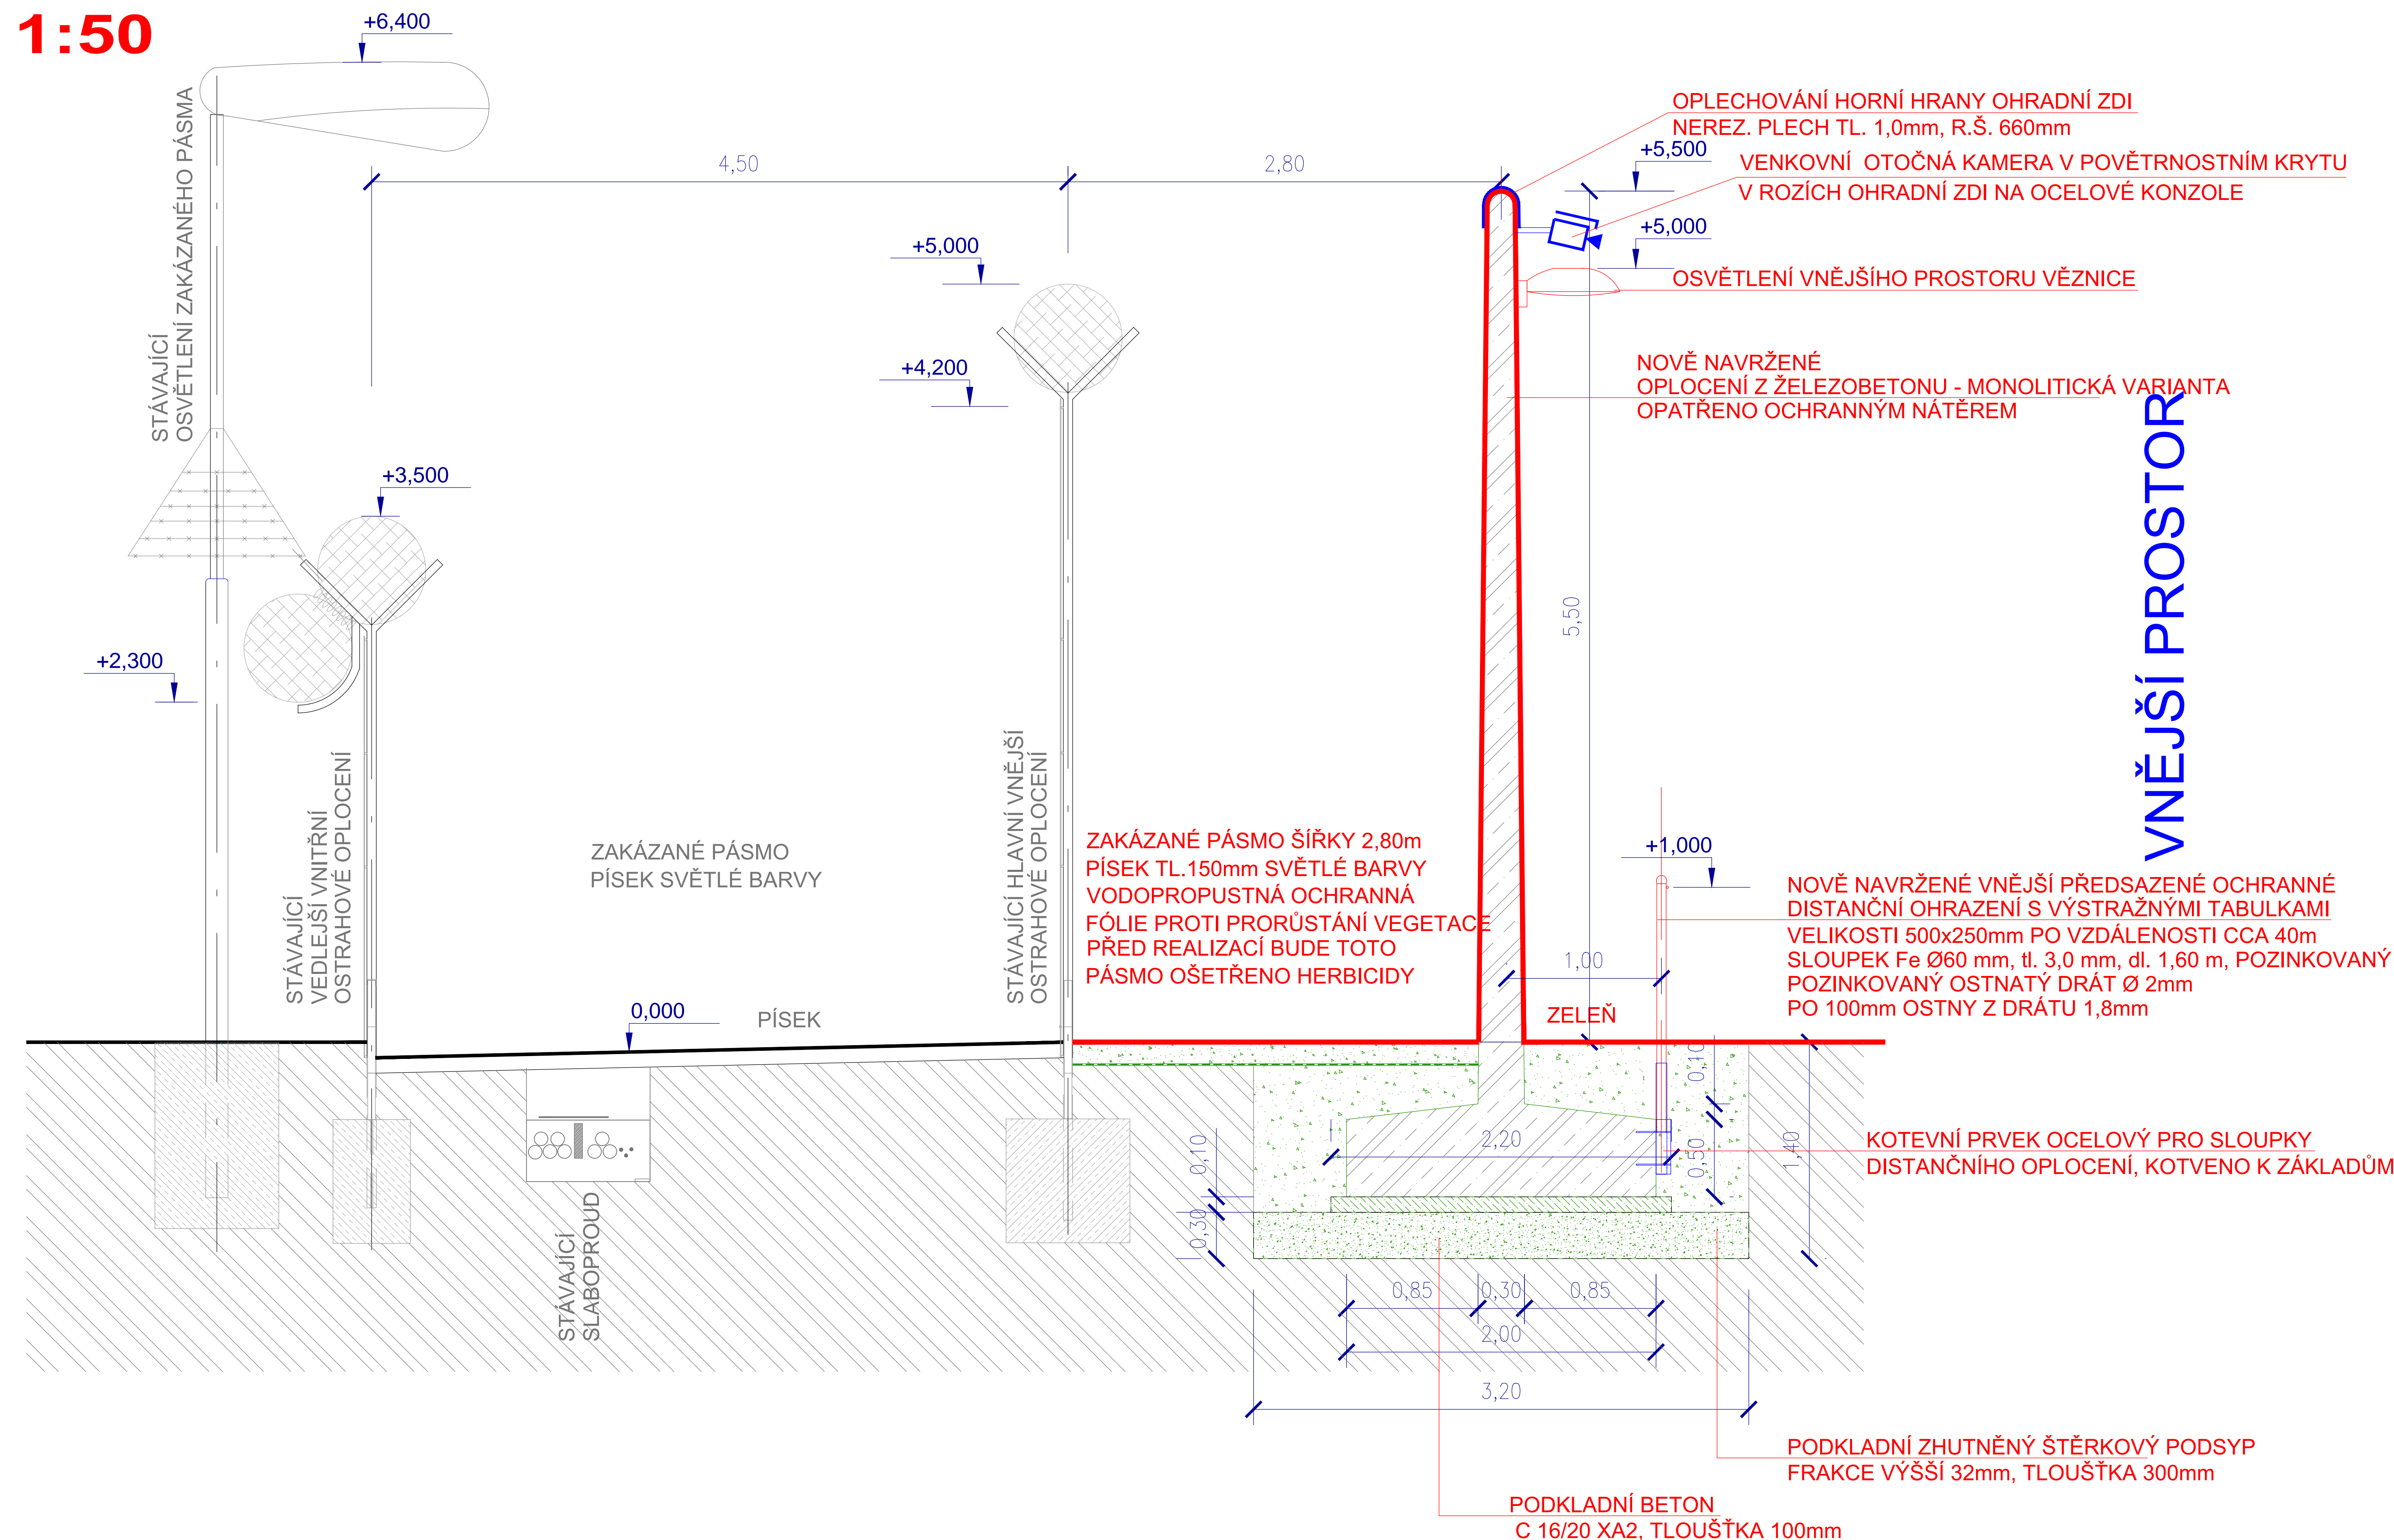 1:50
+6,400
STÁVAJÍCÍ
OSVĚTLENÍ ZAKÁZANÉHO PÁSMA
4,50
2,80
OPLECHOVÁNÍ HORNÍ HRANY OHRADNÍ ZDI
NEREZ. PLECH TL. 1,0mm, R.Š. 660mm
+5,500
VENKOVNÍ OTOČNÁ KAMERA V POVĚTRNOSTNÍM KRYTU
V ROZÍCH OHRADNÍ ZDI NA OCELOVÉ KONZOLE
+5,000
+5,000
OSVĚTLENÍ VNĚJŠÍHO PROSTORU VĚZNICE
+4,200
NOVĚ NAVRŽENÉ
OPLOCENÍ Z ŽELEZOBETONU - MONOLITICKÁ VARIANTA
OPATŘENO OCHRANNÝM NÁTĚREM
VNĚJŠÍ PROSTOR
+3,500
5,50
+2,300
STÁVAJÍCÍ
VEDLEJŠÍ VNITŘNÍ
OSTRAHOVÉ OPLOCENÍ
ZAKÁZANÉ PÁSMO
PÍSEK SVĚTLÉ BARVY
STÁVAJÍCÍ HLAVNÍ VNĚJŠÍ
OSTRAHOVÉ OPLOCENÍ
ZAKÁZANÉ PÁSMO ŠÍŘKY 2,80m
PÍSEK TL.150mm SVĚTLÉ BARVY
VODOPROPUSTNÁ OCHRANNÁ
FÓLIE PROTI PRORŮSTÁNÍ VEGETACE
PŘED REALIZACÍ BUDE TOTO
PÁSMO OŠETŘENO HERBICIDY
+1,000
NOVĚ NAVRŽENÉ VNĚJŠÍ PŘEDSAZENÉ OCHRANNÉ
DISTANČNÍ OHRAZENÍ S VÝSTRAŽNÝMI TABULKAMI
VELIKOSTI 500x250mm PO VZDÁLENOSTI CCA 40m
SLOUPEK Fe Ø60 mm, tl. 3,0 mm, dl. 1,60 m, POZINKOVANÝ
POZINKOVANÝ OSTNATÝ DRÁT Ø 2mm
PO 100mm OSTNY Z DRÁTU 1,8mm
1,00
0,000
PÍSEK
ZELEŇ
0,10
0,50
1,40
2,20
0,10
0,30
KOTEVNÍ PRVEK OCELOVÝ PRO SLOUPKY
DISTANČNÍHO OPLOCENÍ, KOTVENO K ZÁKLADŮM
STÁVAJÍCÍ
SLABOPROUD
0,85
0,30
0,85
2,00
3,20
PODKLADNÍ ZHUTNĚNÝ ŠTĚRKOVÝ PODSYP
FRAKCE VÝŠŠÍ 32mm, TLOUŠŤKA 300mm
PODKLADNÍ BETON
C 16/20 XA2, TLOUŠŤKA 100mm